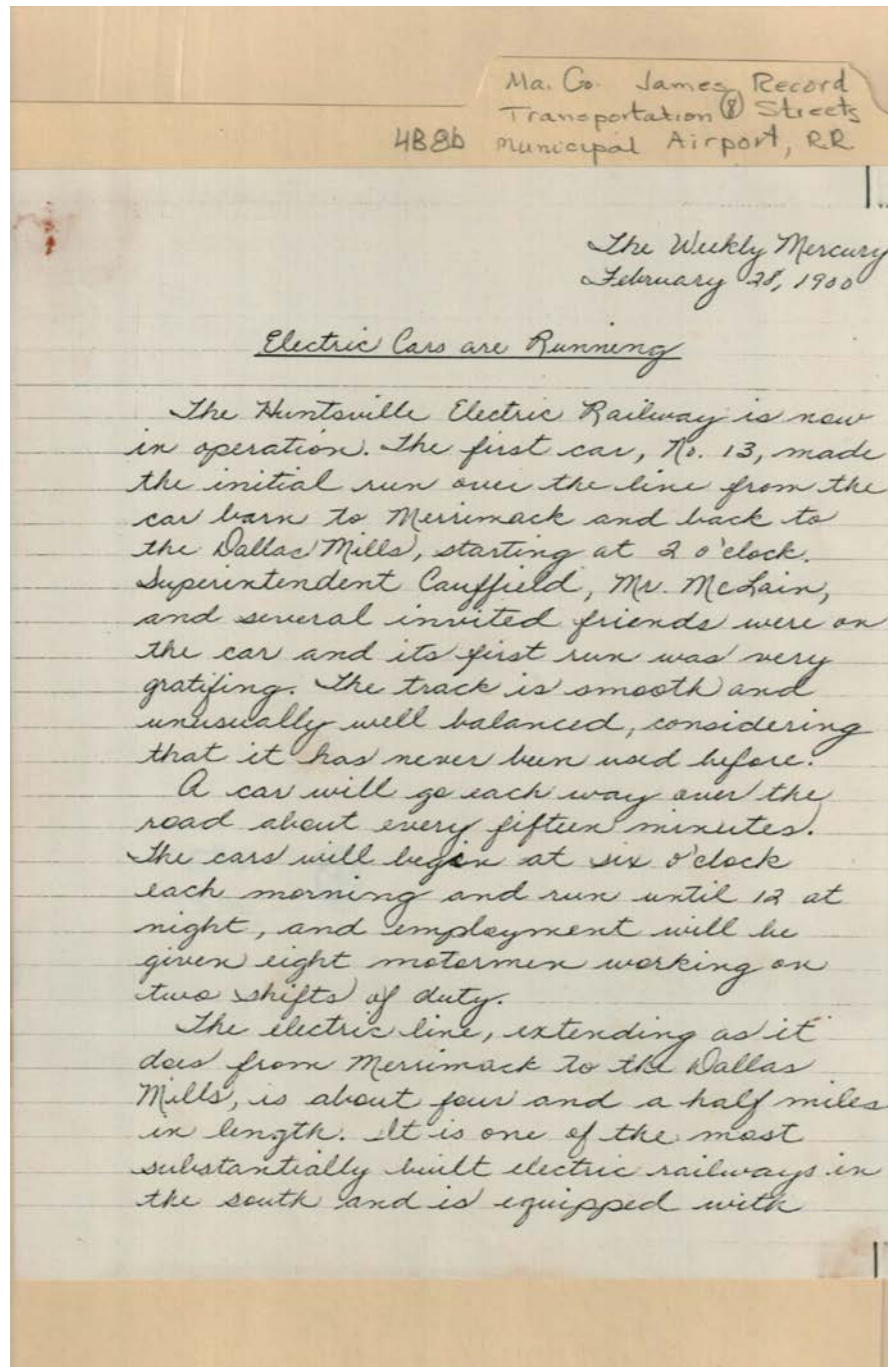 Ma. Co. James Record
Transportation ⑧ Streets
4B8b Municipal Airport, RR
The Weekly Mercury
February 28, 1900
Electric Cars are Running
The Huntsville Electric Railway is now
in operation. The first car, No. 13, made
the initial run over the line from the
car barn to Merrimack and back to
the Dallas Mills, starting at 2 o'clock.
Superintendent Cauffield, Mr. McLain,
and several invited friends were on
the car and its first run was very
gratifing. The track is smooth and
unusually well balanced, considering
that it has never been used before.
A car will go each way over the
road about every fifteen minutes.
The cars will begin at six o'clock
each morning and run until 12 at
night, and employment will be
given eight motormen working on
two shifts of duty.
The electric line, extending as it
does from Merrimack to the Dallas
Mills, is about four and a half miles
in length. It is one of the most
substantially built electric railways in
the south and is equipped with